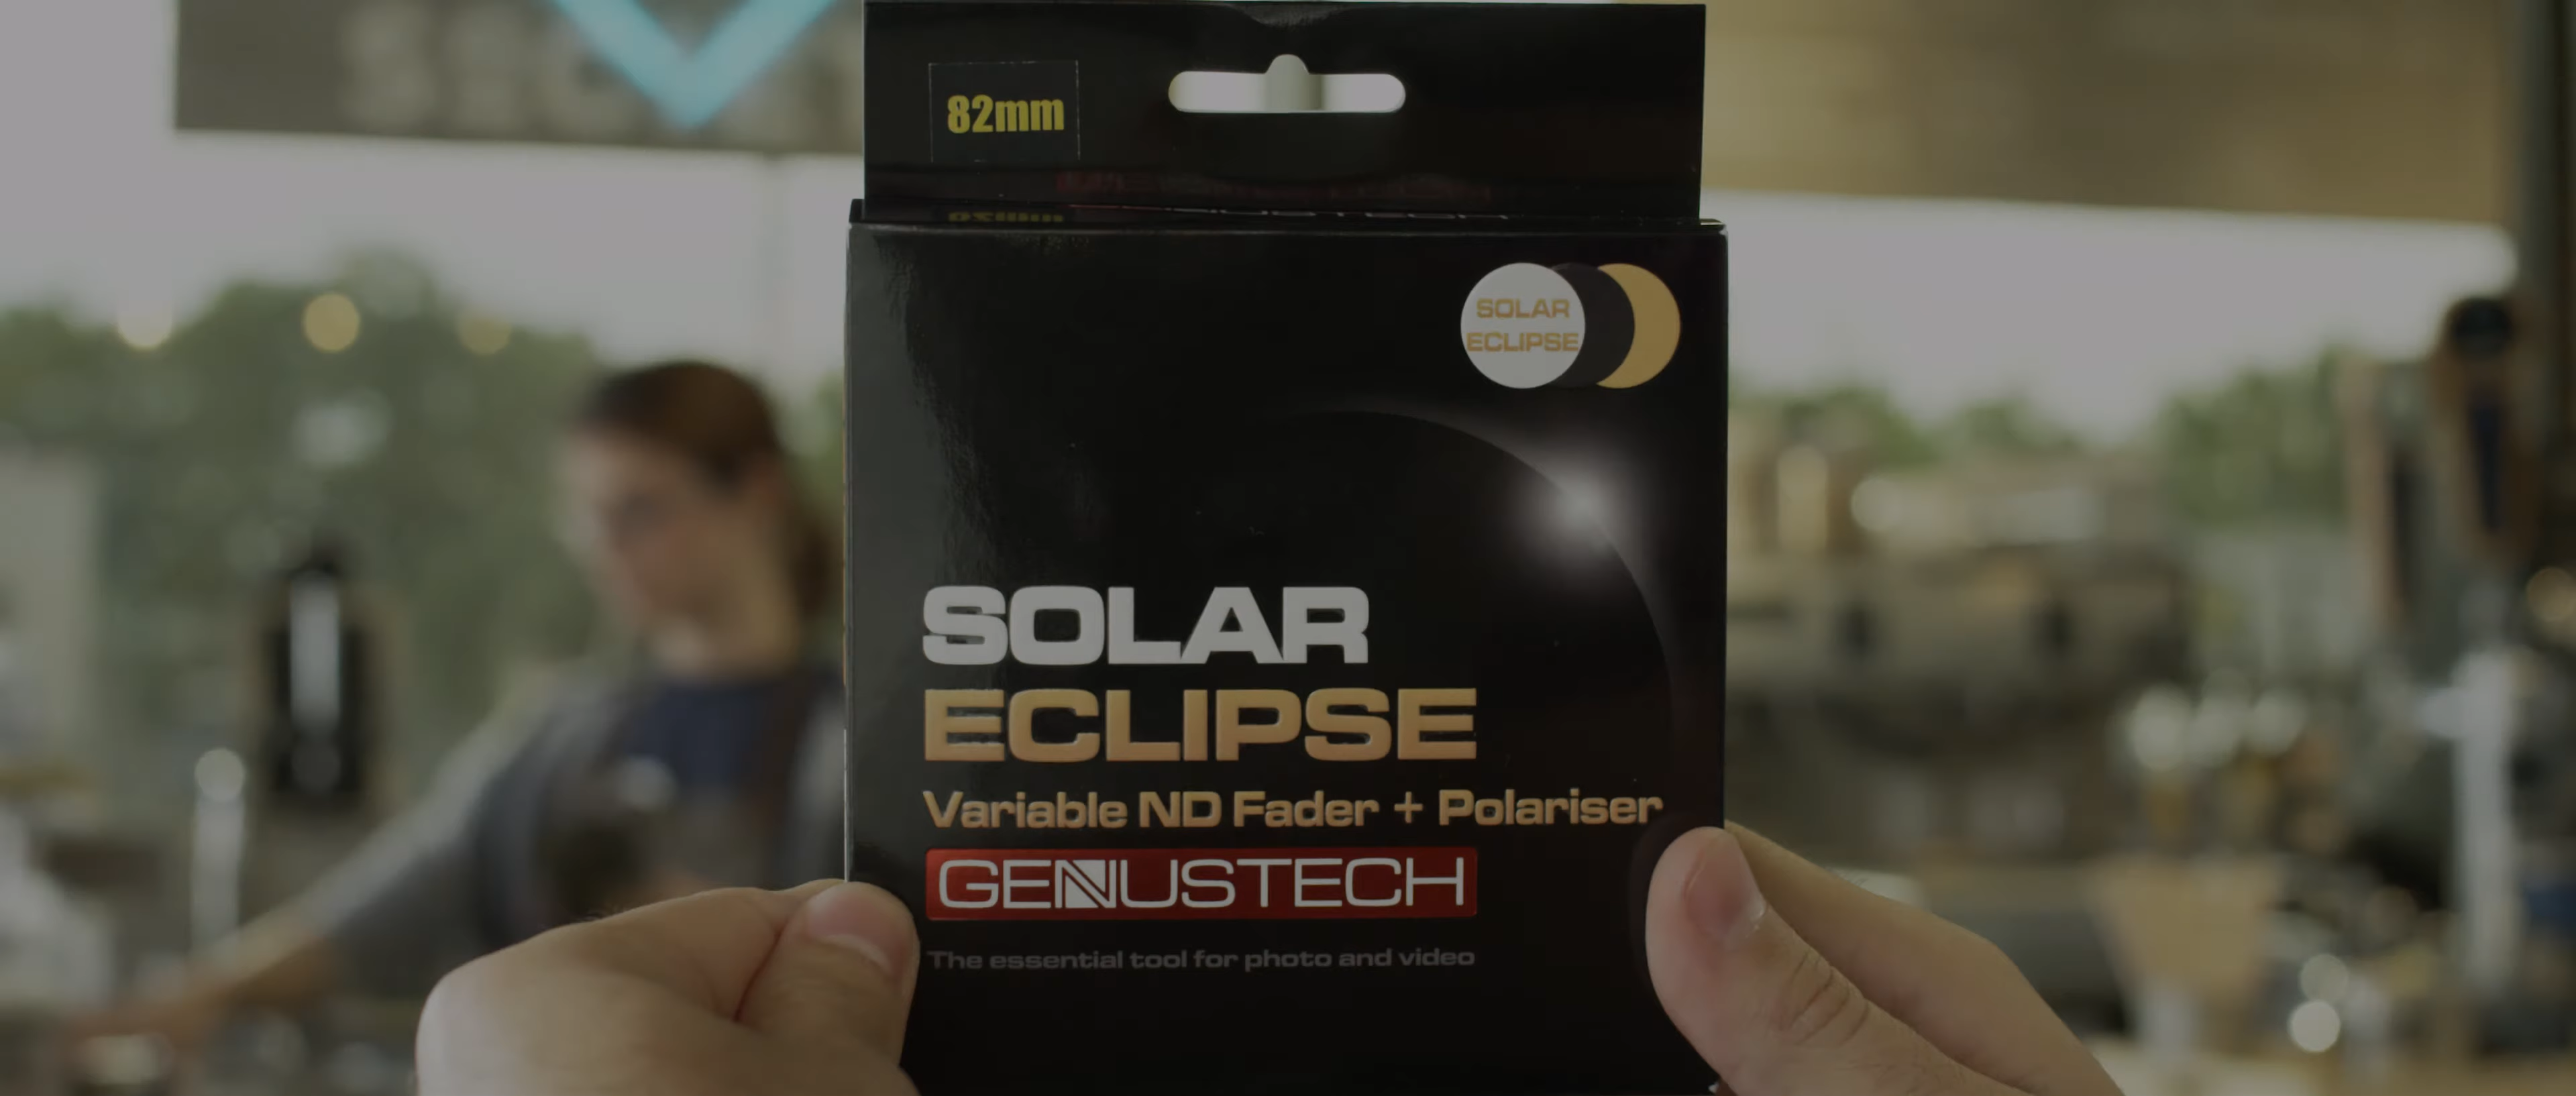 82mm
SOLAR
ECLIPSE
SOLAR
ECLIPSE
Variable ND Fader + Polariser
GENUSTECH
The essential tool for photo and video